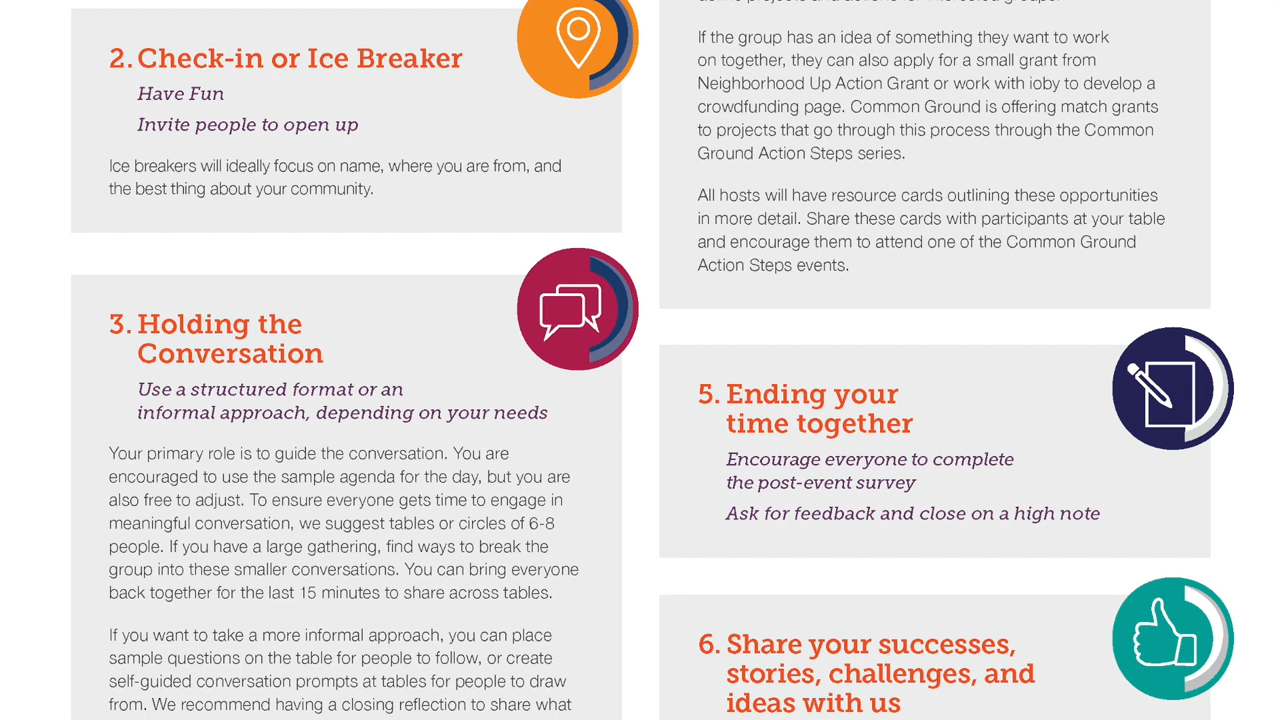 2. Check-in or Ice Breaker
Have Fun
Invite people to open up
Ice breakers will ideally focus on name, where you are from, and
the best thing about your community.
3. Holding the
Conversation
Use a structured format or an
informal approach, depending on your needs
Your primary role is to guide the conversation. You are
encouraged to use the sample agenda for the day, but you are
also free to adjust. To ensure everyone gets time to engage in
meaningful conversation, we suggest tables or circles of 6-8
people. If you have a large gathering, find ways to break the
group into these smaller conversations. You can bring everyone
back together for the last 15 minutes to share across tables.
If you want to take a more informal approach, you can place
sample questions on the table for people to follow, or create
self-guided conversation prompts at tables for people to draw
from. We recommend having a closing reflection to share what
If the group has an idea of something they want to work
on together, they can also apply for a small grant from
Neighborhood Up Action Grant or work with ioby to develop a
crowdfunding page. Common Ground is offering match grants
to projects that go through this process through the Common
Ground Action Steps series.
All hosts will have resource cards outlining these opportunities
in more detail. Share these cards with participants at your table
and encourage them to attend one of the Common Ground
Action Steps events.
5. Ending your
time together
Encourage everyone to complete
the post-event survey
Ask for feedback and close on a high note
6. Share your successes,
stories, challenges, and
ideas with us